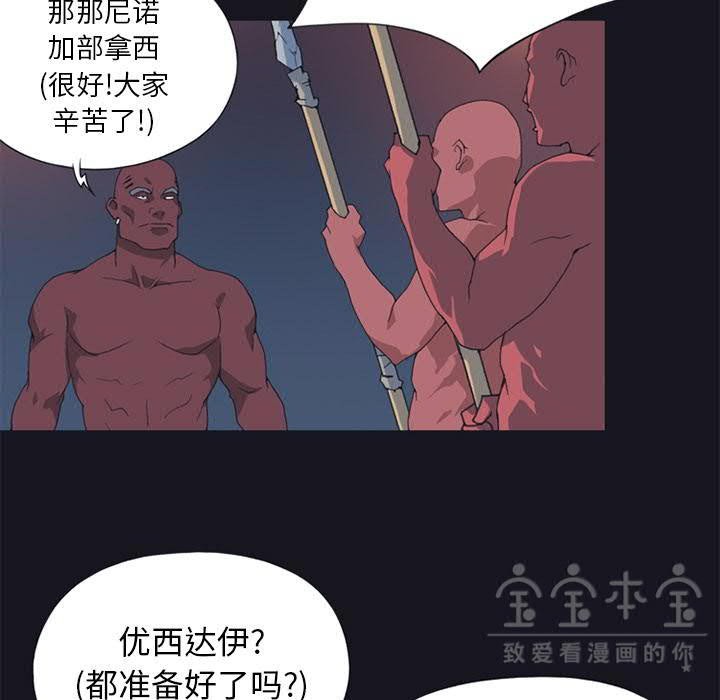 那那尼诺
加部拿西
(很好!大家
辛苦了!)
优西达伊?
(都准备好了吗?)
宝宝本宝
致爱看漫画的你